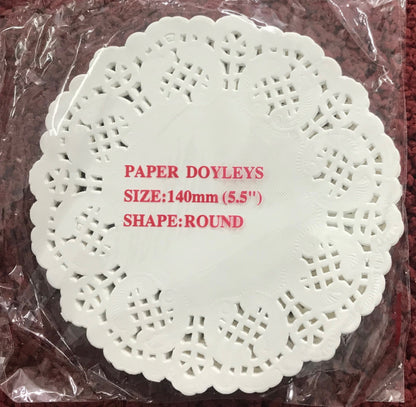 PAPER DOYLEYS
SIZE:140mm (5.5")
SHAPE:ROUND